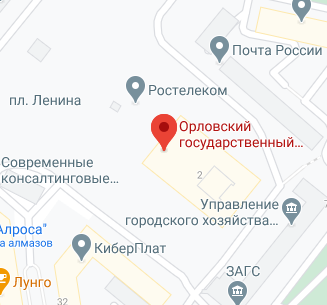 Почта России
Ростелеком
пл. Ленина
Орловский
государственный...
Современные
консалтинговые...
2
Управление
городского хозяйства...
Алроса"
а алмазов
КиберПлат
ЗАГС
Лунго
32